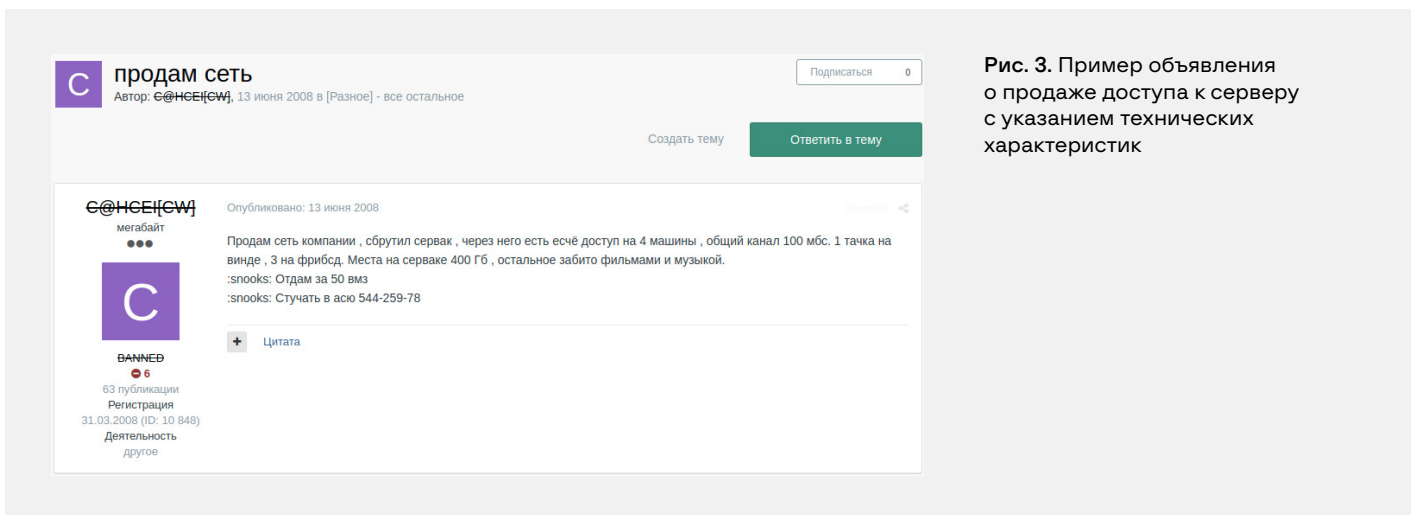 C
продам сеть
Автор: C@HCEI[CW], 13 июня 2008 в [Разное] - все остальное
Подписаться 0
Создать тему
Ответить в тему
C@HCEI[CW]
мегабайт
C
BANNED
6
63 публикации
Регистрация
31.03.2008 (ID: 10 848)
Деятельность
другое
Опубликовано: 13 июня 2008
Продам сеть компании , сбрутил сервак , через него есть есчё доступ на 4 машины , общий канал 100 мбс. 1 тачка на
винде , 3 на фрибсд. Места на серваке 400 Гб , остальное забито фильмами и музыкой.
:snooks: Отдам за 50 вмз
:snooks: Стучать в асю 544-259-78
+ Цитата
Рис. 3. Пример объявления
о продаже доступа к серверу
с указанием технических
характеристик